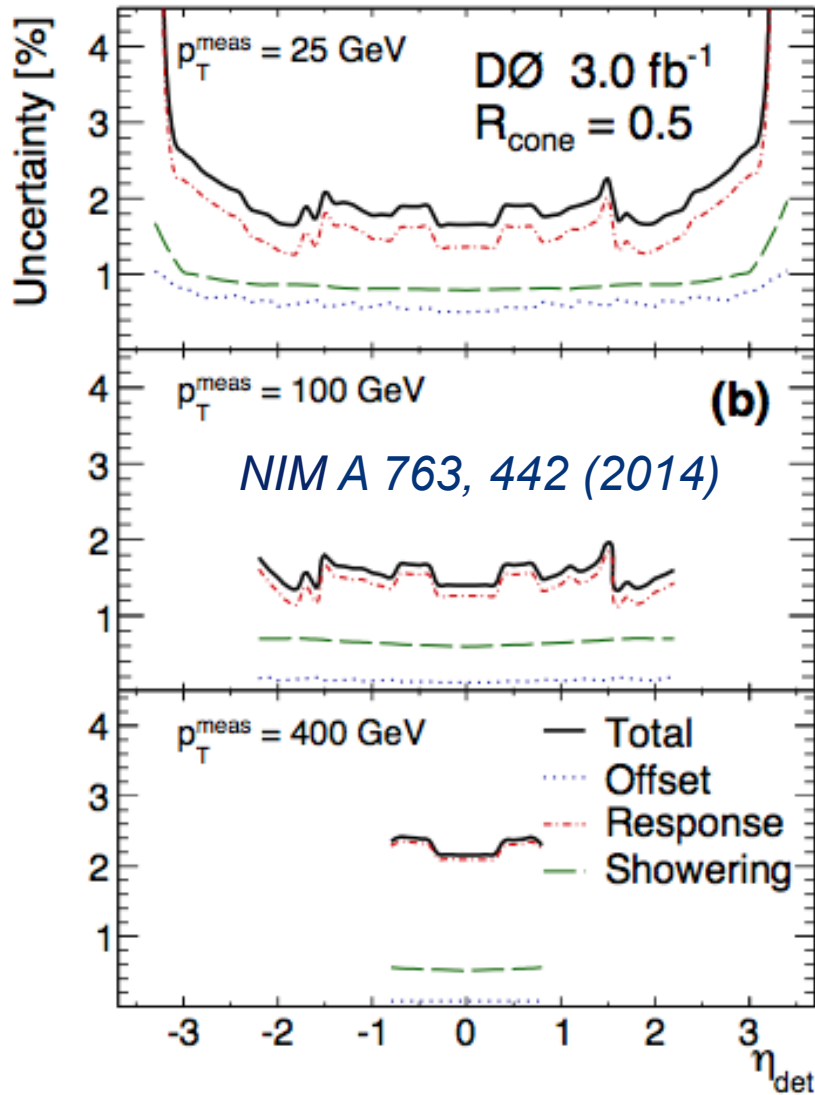 Uncertainty [%]
p_T^meas = 25 GeV
DØ 3.0 fb⁻¹
R_cone = 0.5
4
3
2
1
p_T^meas = 100 GeV
(b)
NIM A 763, 442 (2014)
4
3
2
1
p_T^meas = 400 GeV
Total
Offset
Response
Showering
4
3
2
1
-3 -2 -1 0 1 2 3
η_det